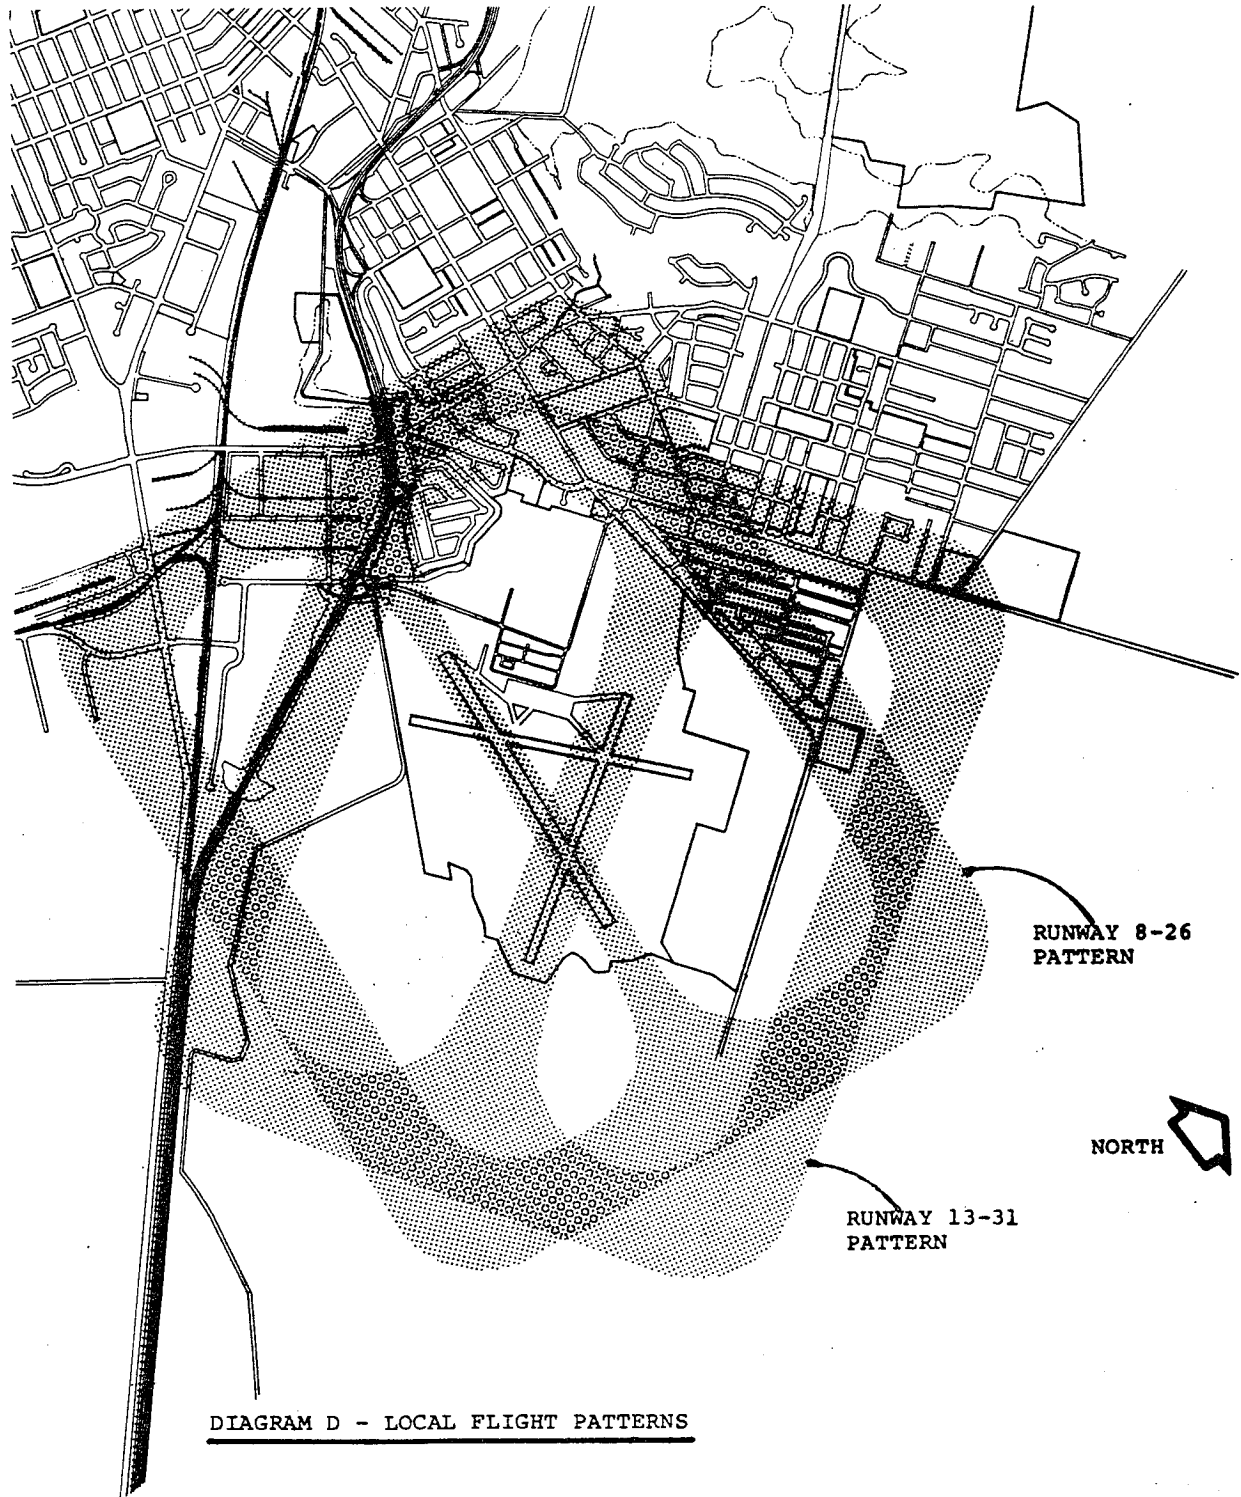 RUNWAY 8-26
PATTERN
NORTH
RUNWAY 13-31
PATTERN
DIAGRAM D - LOCAL FLIGHT PATTERNS